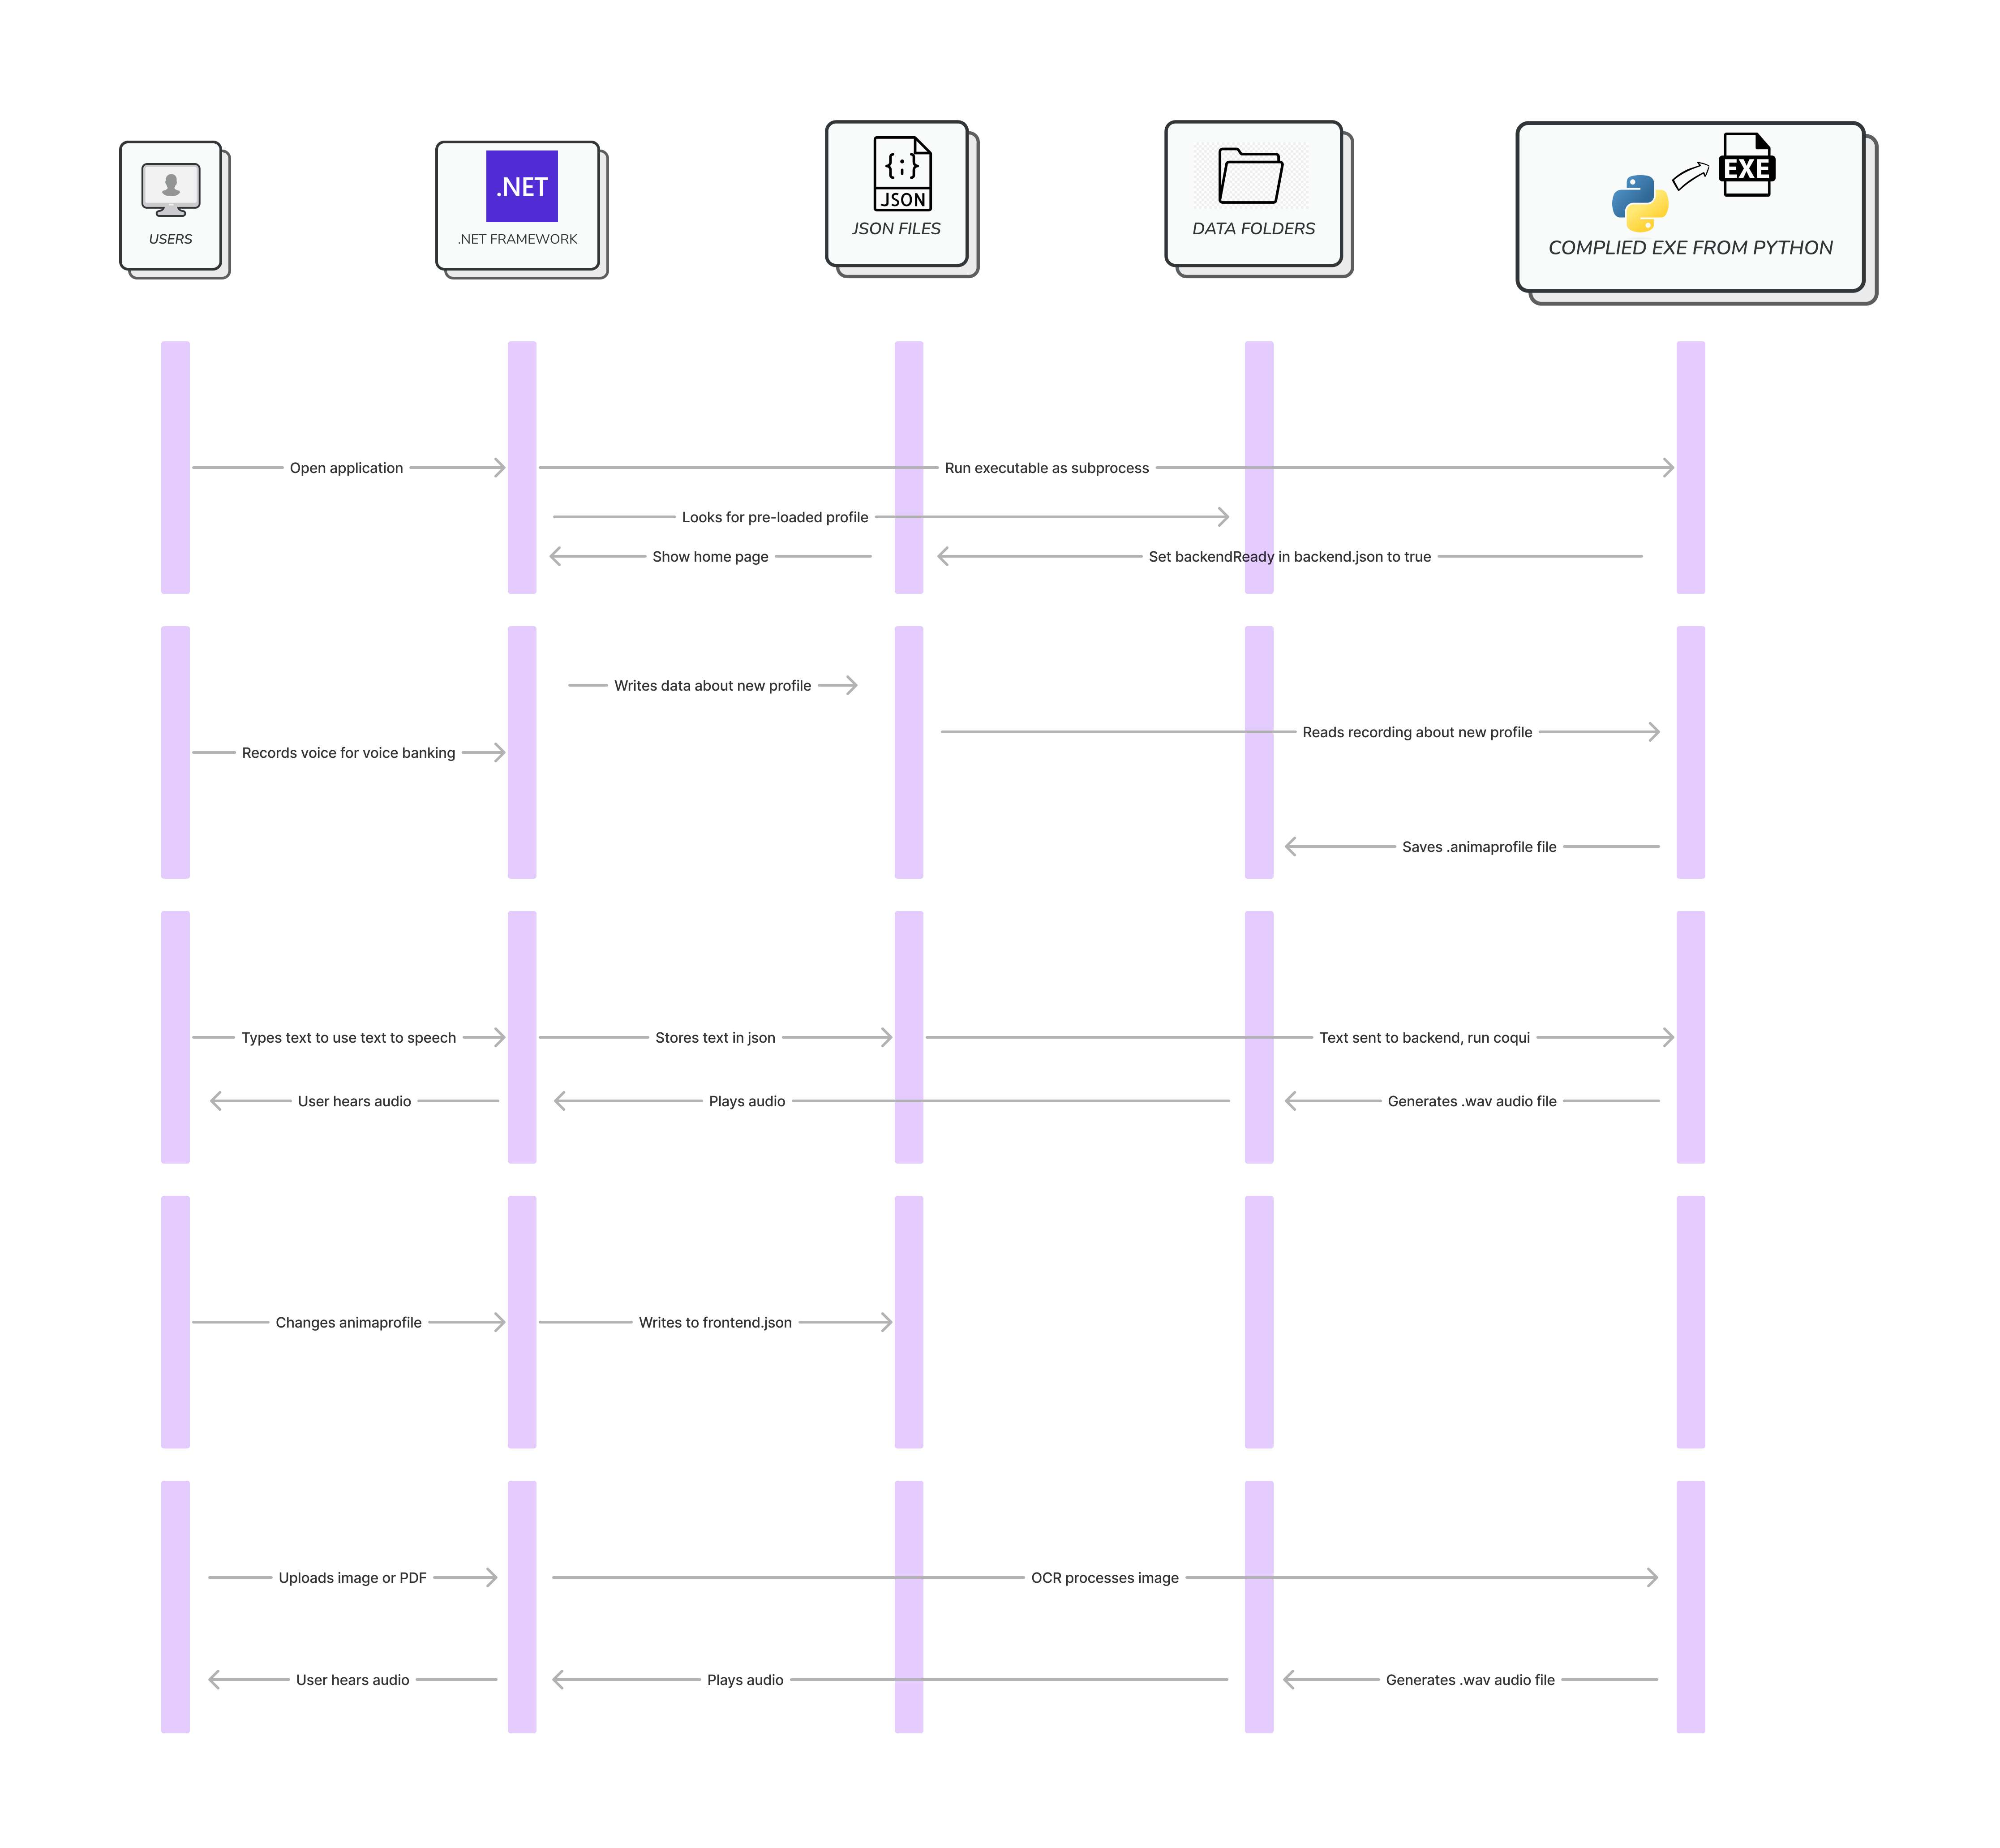 .NET
{;}
JSON
EXE
USERS
.NET FRAMEWORK
JSON FILES
DATA FOLDERS
COMPLIED EXE FROM PYTHON
Open application
Run executable as subprocess
Looks for pre-loaded profile
Show home page
Set backendReady in backend.json to true
Writes data about new profile
Reads recording about new profile
Records voice for voice banking
Saves .animaprofile file
Types text to use text to speech
Stores text in json
Text sent to backend, run coqui
User hears audio
Plays audio
Generates .wav audio file
Changes animaprofile
Writes to frontend.json
Uploads image or PDF
OCR processes image
User hears audio
Plays audio
Generates .wav audio file